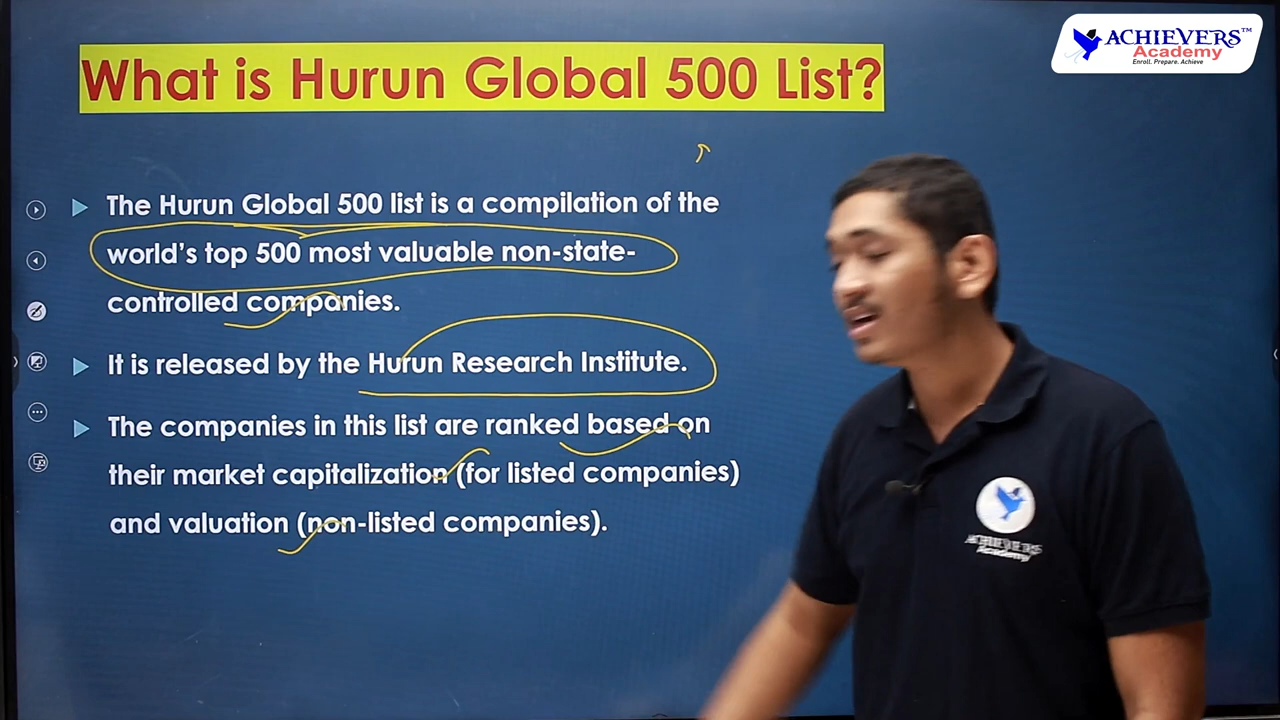 ACHIEVERS™
Academy
Enroll. Prepare. Achieve
What is Hurun Global 500 List?
The Hurun Global 500 list is a compilation of the
world's top 500 most valuable non-state-
controlled companies.
It is released by the Hurun Research Institute.
The companies in this list are ranked based on
their market capitalization (for listed companies)
and valuation (non-listed companies).
ACHIEVERS
Academy